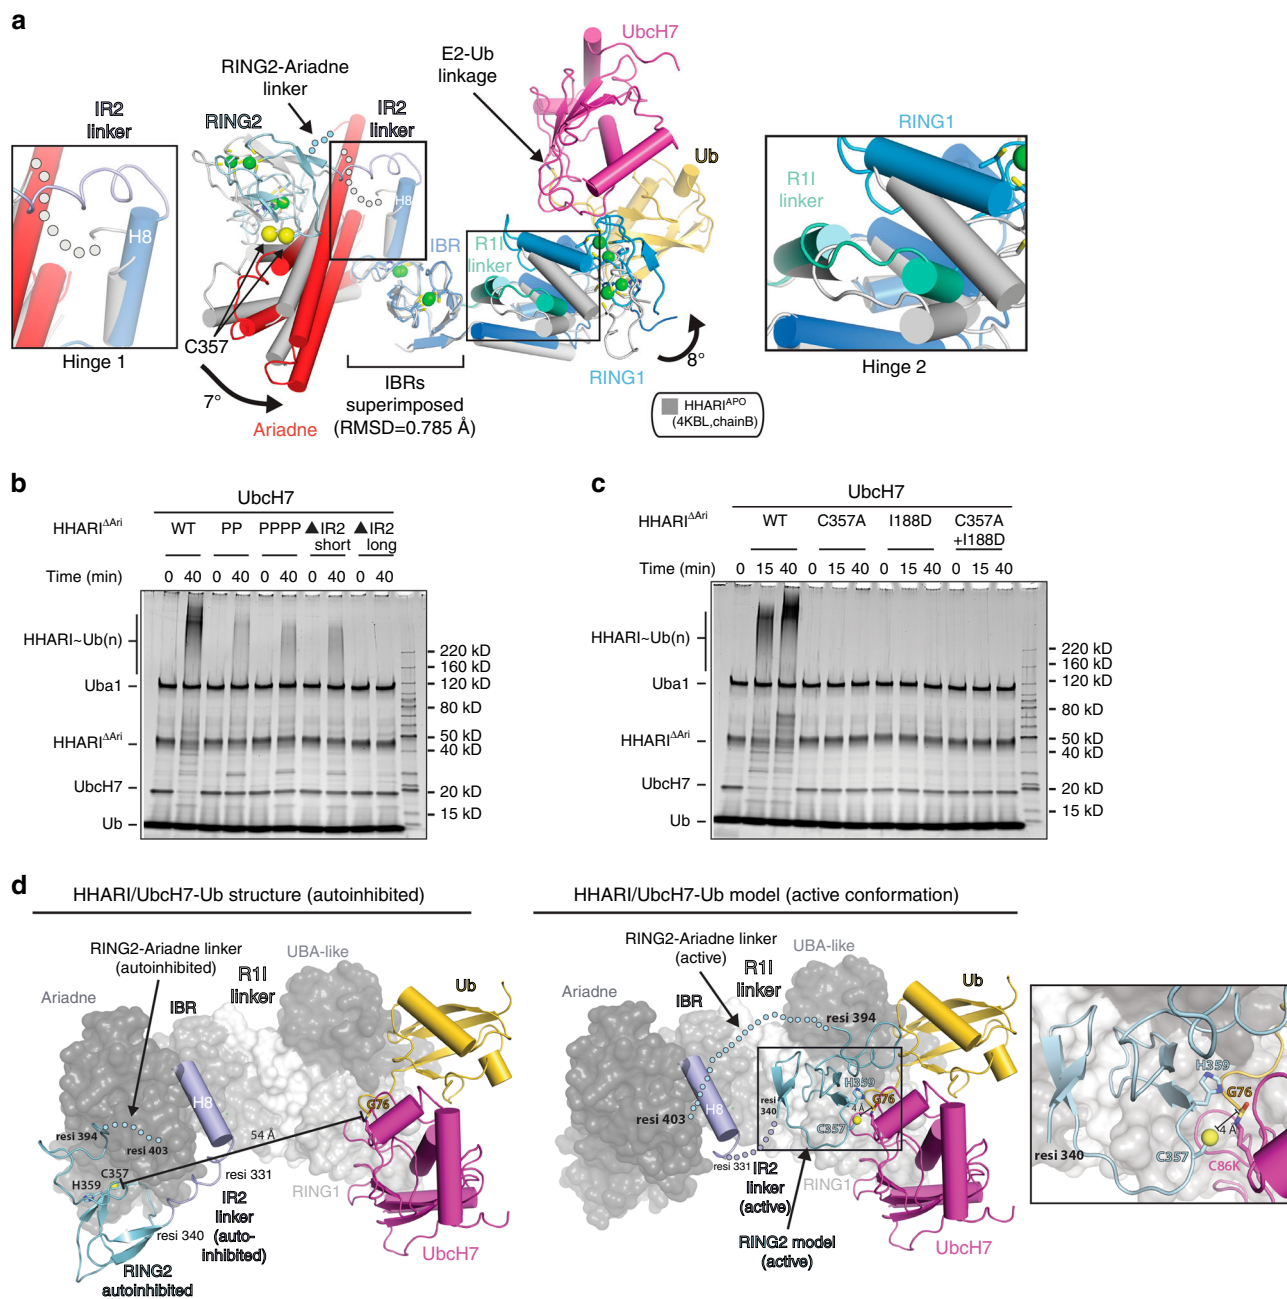 a
IR2
linker
H8
Hinge 1
RING2-Ariadne
linker
RING2
IR2
linker
H8
C357
7°
Ariadne
IBR
IBRs
superimposed
(RMSD=0.785 Å)
E2-Ub
linkage
UbcH7
Ub
R1I
linker
RING1
8°
HHARI^APO
(4KBL,chainB)
RING1
R1I
linker
Hinge 2
b
UbcH7
HHARI^ΔAri
WT PP PPPP ▲IR2 short ▲IR2 long
Time (min) 0 40 0 40 0 40 0 40 0 40
HHARI~Ub(n)
Uba1
HHARI^ΔAri
UbcH7
Ub
220 kD
160 kD
120 kD
80 kD
50 kD
40 kD
20 kD
15 kD
c
UbcH7
HHARI^ΔAri
WT C357A I188D C357A +I188D
Time (min) 0 15 40 0 15 40 0 15 40 0 15 40
HHARI~Ub(n)
Uba1
HHARI^ΔAri
UbcH7
Ub
220 kD
160 kD
120 kD
80 kD
50 kD
40 kD
20 kD
15 kD
d
HHARI/UbcH7-Ub structure (autoinhibited)
RING2-Ariadne linker
(autoinhibited)
UBA-like
Ariadne
IBR
R1I
linker
Ub
H8
G76
resi 394
resi 403
54 Å
C357
H359
resi 331
RING1
IR2
linker
(auto-
inhibited)
resi 340
RING2
autoinhibited
UbcH7
HHARI/UbcH7-Ub model (active conformation)
RING2-Ariadne linker
(active)
UBA-like
Ariadne
IBR
R1I
linker
Ub
resi 394
H359
G76
resi
340
4 Å
H8
resi 403
C357
resi 331
IR2
linker
(active)
RING1
RING2 model
(active)
UbcH7
H359
G76
4 Å
resi 340
C357
C86K